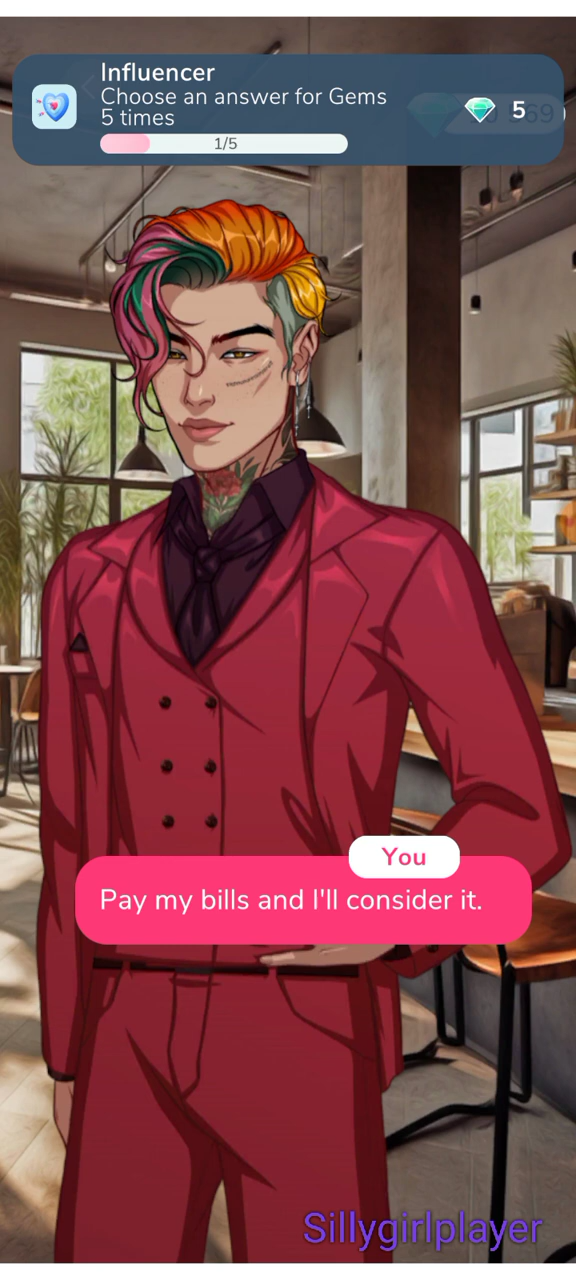 Influencer
Choose an answer for Gems
5 times
5
1/5
You
Pay my bills and I'll consider it.
Sillygirlplayer